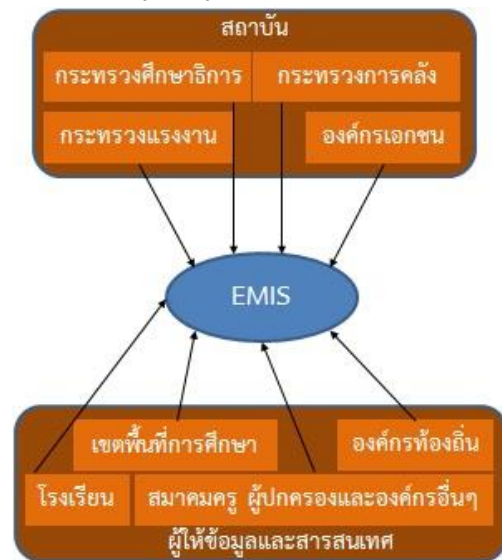 สถาบัน
กระทรวงศึกษาธิการ กระทรวงการคลัง
กระทรวงแรงงาน องค์กรเอกชน
EMIS
เขตพื้นที่การศึกษา องค์กรท้องถิ่น
โรงเรียน สมาคมครู ผู้ปกครองและองค์กรอื่นๆ
ผู้ให้ข้อมูลและสารสนเทศ